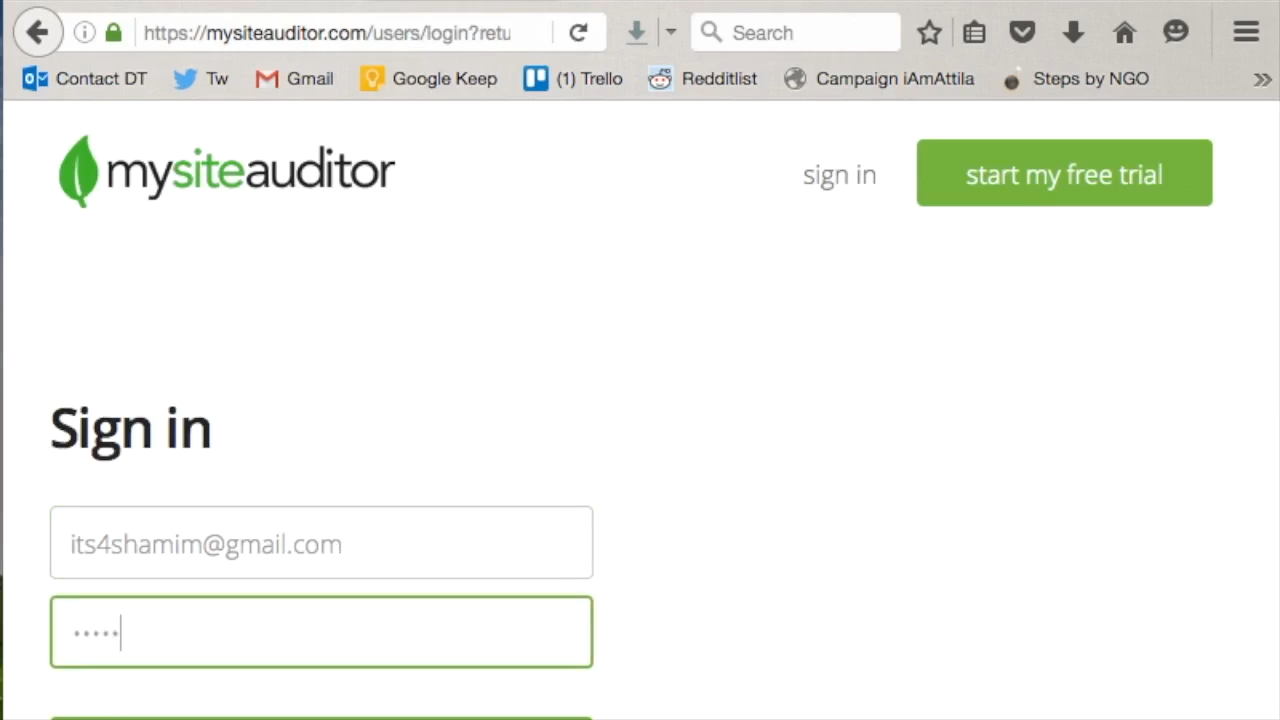 https://mysiteauditor.com/users/login?retu
Search
Contact DT Tw Gmail Google Keep (1) Trello Redditlist Campaign iAmAttila Steps by NGO
mysiteauditor
sign in
start my free trial
Sign in
its4shamim@gmail.com
•••••